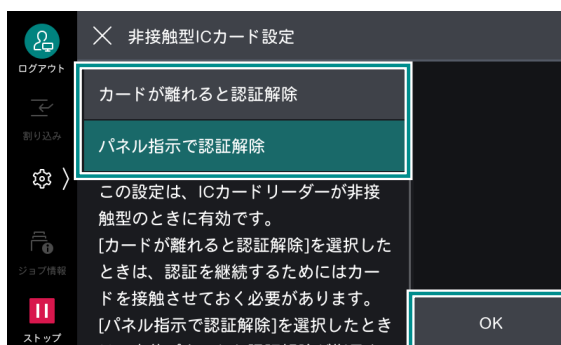 非接触型ICカード設定
ログアウト
カードが離れると認証解除
割り込み
パネル指示で認証解除
この設定は、ICカードリーダーが非接
触型のときに有効です。
[カードが離れると認証解除]を選択した
ときは、認証を継続するためにはカー
ジョブ情報
ドを接触させておく必要があります。
[パネル指示で認証解除]を選択したとき
OK
ストップ